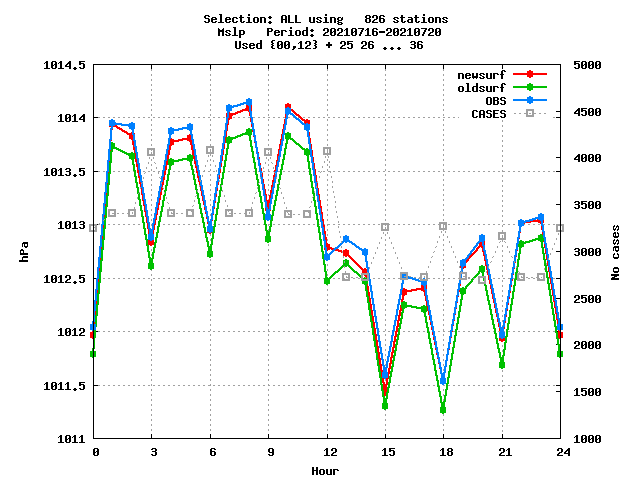 Selection: ALL using   826 stations
Mslp   Period: 20210716-20210720
Used {00,12} + 25 26 ... 36
newsurf
oldsurf
OBS
CASES
1014.5
1014
1013.5
1013
1012.5
1012
1011.5
1011
5000
4500
4000
3500
3000
2500
2000
1500
1000
hPa
No cases
0 3 6 9 12 15 18 21 24
Hour